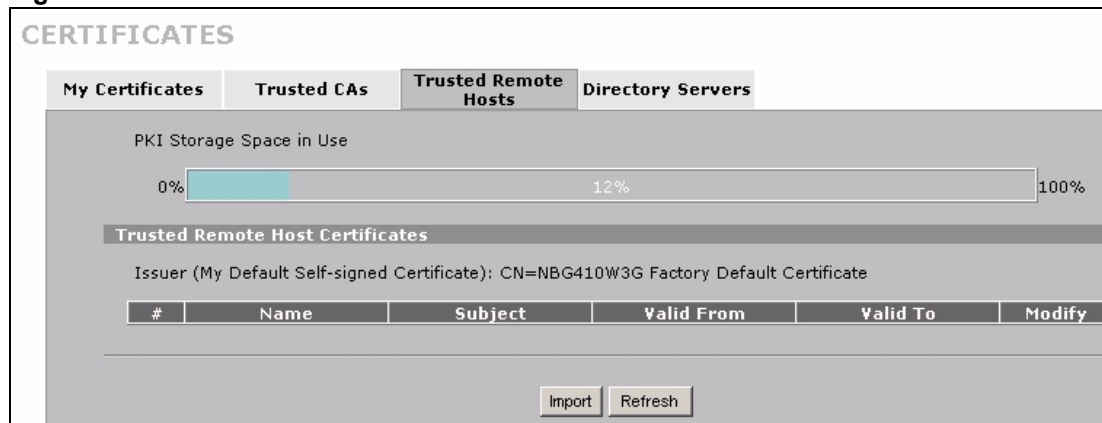 CERTIFICATES
My Certificates Trusted CAs Trusted Remote Hosts Directory Servers
PKI Storage Space in Use
0% 12% 100%
Trusted Remote Host Certificates
Issuer (My Default Self-signed Certificate): CN=NBG410W3G Factory Default Certificate
# Name Subject Valid From Valid To Modify
Import Refresh